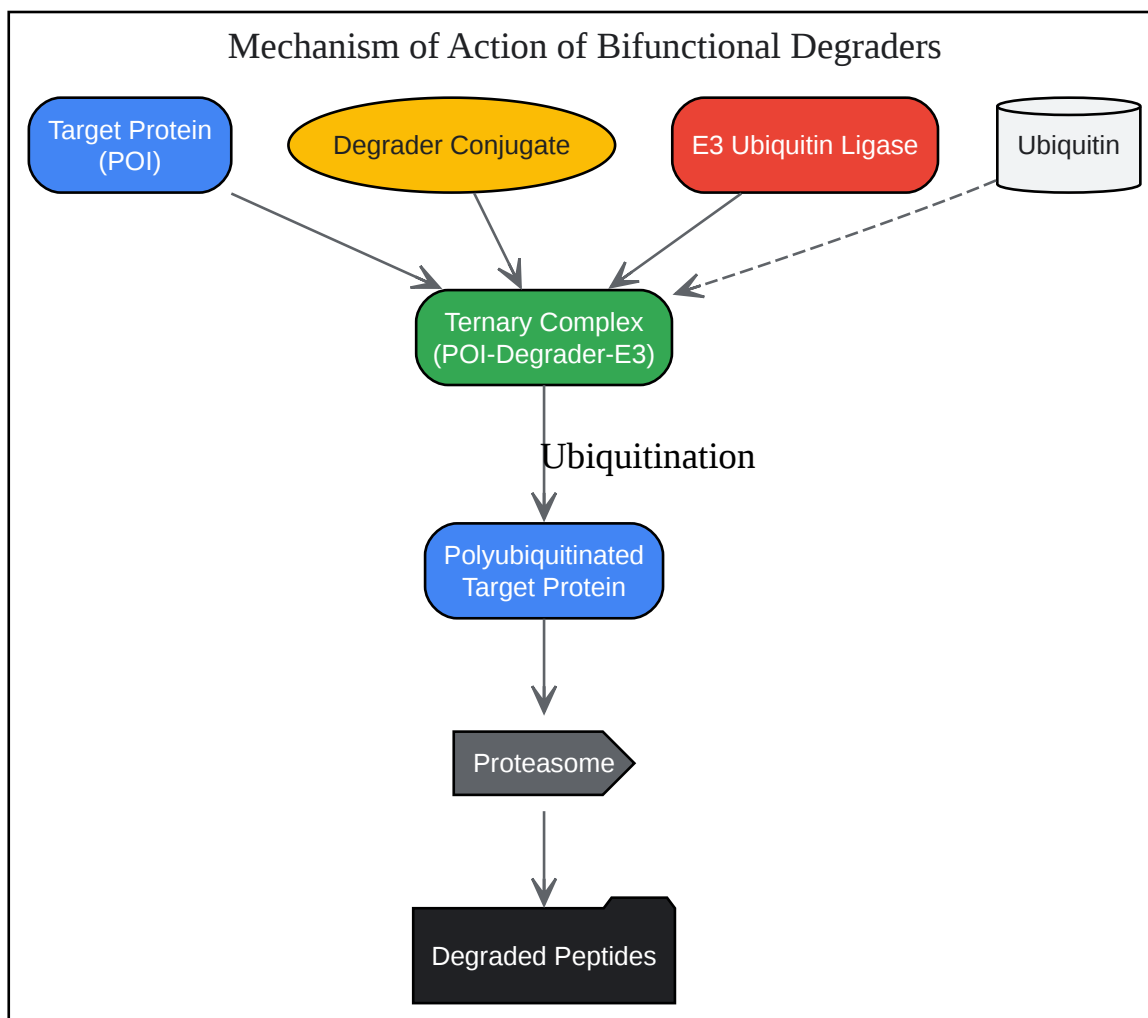 Mechanism of Action of Bifunctional Degraders
Target Protein
(POI)
Degrader Conjugate
E3 Ubiquitin Ligase
Ubiquitin
Ternary Complex
(POI-Degrader-E3)
Ubiquitination
Polyubiquitinated
Target Protein
Proteasome
Degraded Peptides